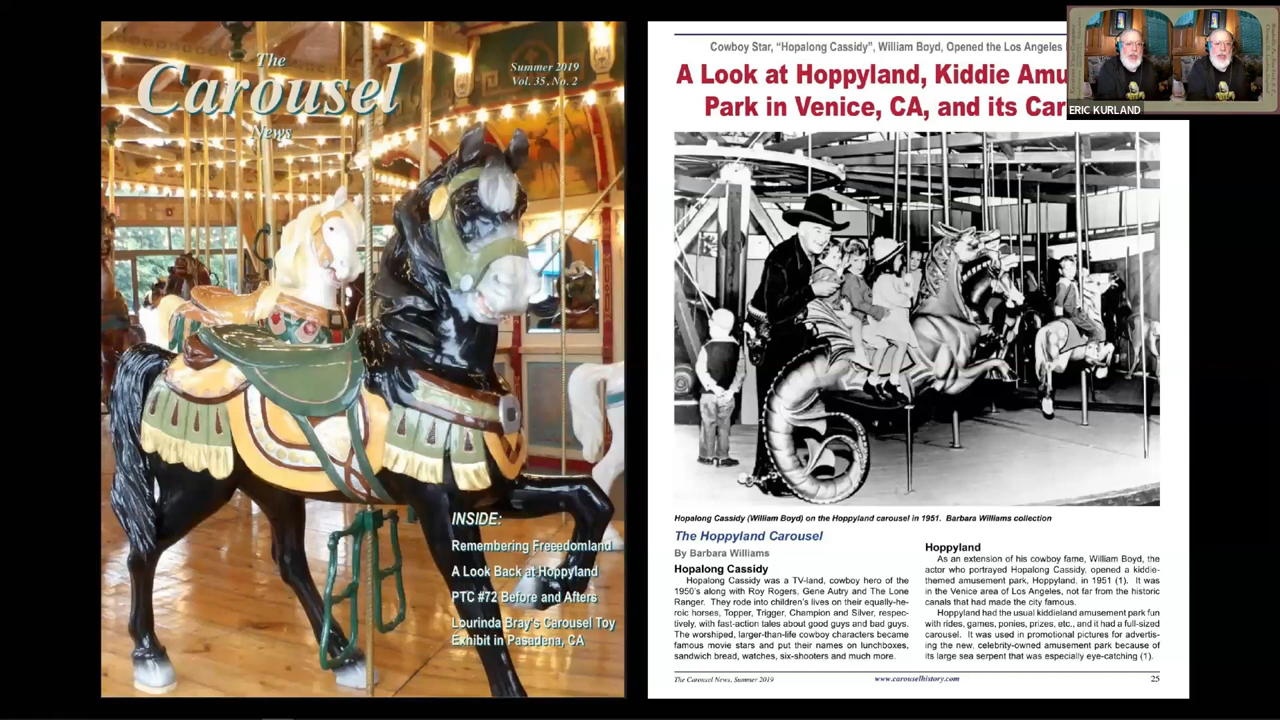 The
Carousel
News
Summer 2019
Vol. 35, No. 2
INSIDE:
Remembering Freeedomland
A Look Back at Hoppyland
PTC #72 Before and Afters
Lourinda Bray's Carousel Toy
Exhibit in Pasadena, CA
Cowboy Star, “Hopalong Cassidy”, William Boyd, Opened the Los Angeles
A Look at Hoppyland, Kiddie Amu
Park in Venice, CA, and its Car
ERIC KURLAND
Hopalong Cassidy (William Boyd) on the Hoppyland carousel in 1951. Barbara Williams collection
The Hoppyland Carousel
By Barbara Williams
Hopalong Cassidy
Hopalong Cassidy was a TV-land, cowboy hero of the
1950's along with Roy Rogers, Gene Autry and The Lone
Ranger. They rode into children's lives on their equally-he-
roic horses, Topper, Trigger, Champion and Silver, respec-
tively, with fast-action tales about good guys and bad guys.
The worshiped, larger-than-life cowboy characters became
famous movie stars and put their names on lunchboxes,
sandwich bread, watches, six-shooters and much more.
Hoppyland
As an extension of his cowboy fame, William Boyd, the
actor who portrayed Hopalong Cassidy, opened a kiddie-
themed amusement park, Hoppyland, in 1951 (1). It was
in the Venice area of Los Angeles, not far from the historic
canals that had made the city famous.
Hoppyland had the usual kiddieland amusement park fun
with rides, games, ponies, prizes, etc., and it had a full-sized
carousel. It was used in promotional pictures for advertis-
ing the new, celebrity-owned amusement park because of
its large sea serpent that was especially eye-catching (1).
The Carousel News, Summer 2019
www.carouselhistory.com
25